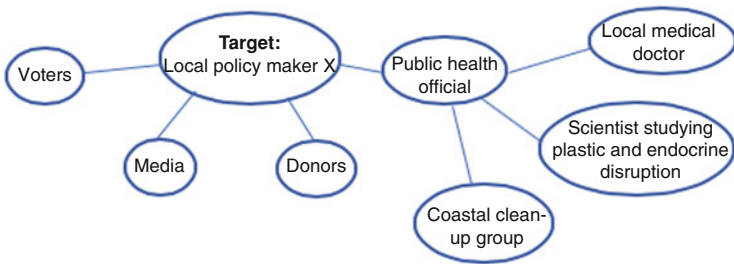 Target:
Local policy maker X
Voters
Media
Donors
Public health
official
Local medical
doctor
Scientist studying
plastic and endocrine
disruption
Coastal clean-
up group